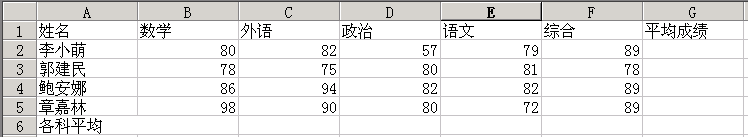 A B C D E F G
1 姓名 数学 外语 政治 语文 综合 平均成绩
2 李小萌 80 82 57 79 89
3 郭建民 78 75 80 81 78
4 鲍安娜 86 94 82 82 89
5 章嘉林 98 90 80 72 89
6 各科平均